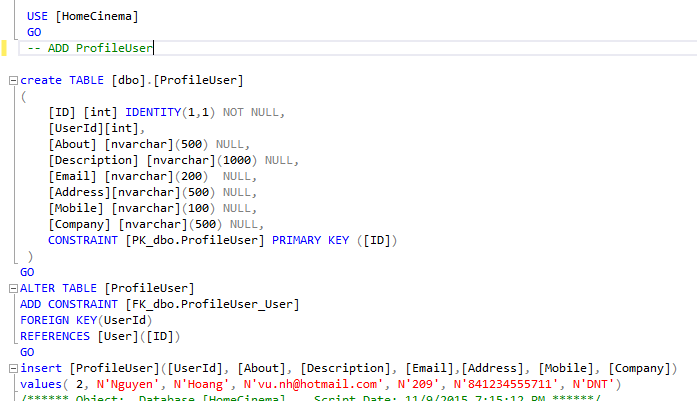 USE [HomeCinema]
GO
-- ADD ProfileUser
create TABLE [dbo].[ProfileUser]
(
[ID] [int] IDENTITY(1,1) NOT NULL,
[UserId][int],
[About] [nvarchar](500) NULL,
[Description] [nvarchar](1000) NULL,
[Email] [nvarchar](200)  NULL,
[Address][nvarchar](500) NULL,
[Mobile] [nvarchar](100) NULL,
[Company] [nvarchar](500) NULL,
CONSTRAINT [PK_dbo.ProfileUser] PRIMARY KEY ([ID])
)
GO
ALTER TABLE [ProfileUser]
ADD CONSTRAINT [FK_dbo.ProfileUser_User]
FOREIGN KEY(UserId)
REFERENCES [User]([ID])
GO
insert [ProfileUser]([UserId], [About], [Description], [Email],[Address], [Mobile], [Company])
values( 2, N'Nguyen', N'Hoang', N'vu.nh@hotmail.com', N'209', N'841234555711', N'DNT')
/****** Object:  Database [HomeCinema]    Script Date: 11/9/2015 7:15:12 PM ******/